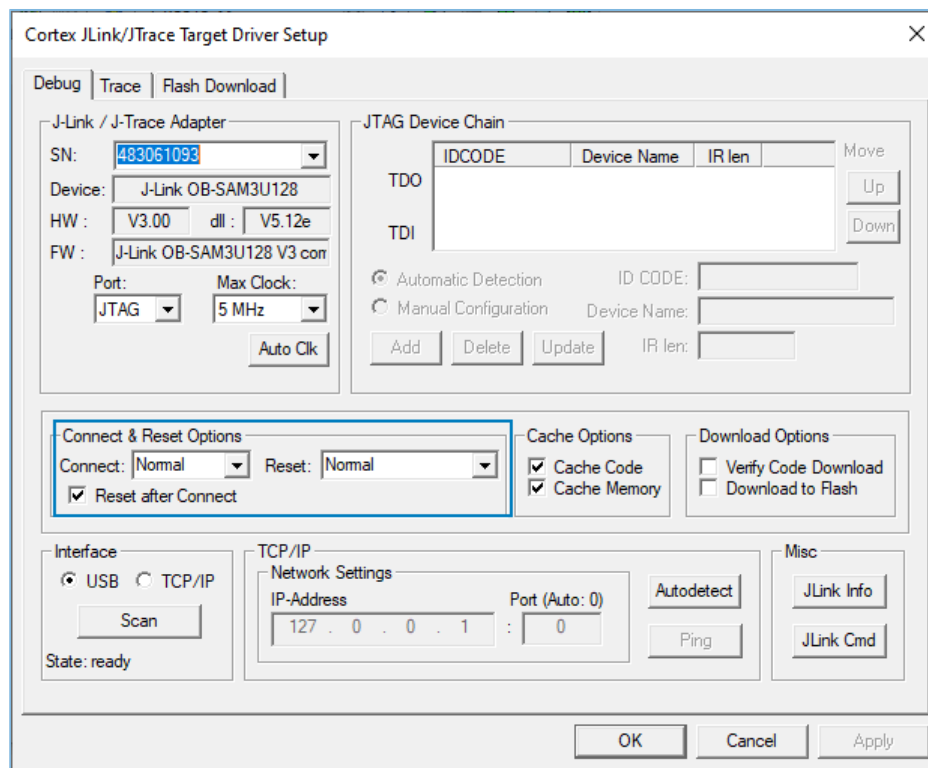 Cortex JLink/JTrace Target Driver Setup
Debug Trace Flash Download
J-Link / J-Trace Adapter
SN: 483061093
Device: J-Link OB-SAM3U128
HW : V3.00 dll : V5.12e
FW : J-Link OB-SAM3U128 V3 com
Port: Max Clock:
JTAG 5 MHz
Auto Clk
JTAG Device Chain
IDCODE Device Name IR len
TDO
TDI
Move
Up
Down
Automatic Detection ID CODE:
Manual Configuration Device Name:
Add Delete Update IR len:
Connect & Reset Options
Connect: Normal Reset: Normal
Reset after Connect
Cache Options
Cache Code
Cache Memory
Download Options
Verify Code Download
Download to Flash
Interface
USB TCP/IP
Scan
State: ready
TCP/IP
Network Settings
IP-Address Port (Auto: 0)
127 . 0 . 0 . 1 : 0
Autodetect
Ping
Misc
JLink Info
JLink Cmd
OK Cancel Apply